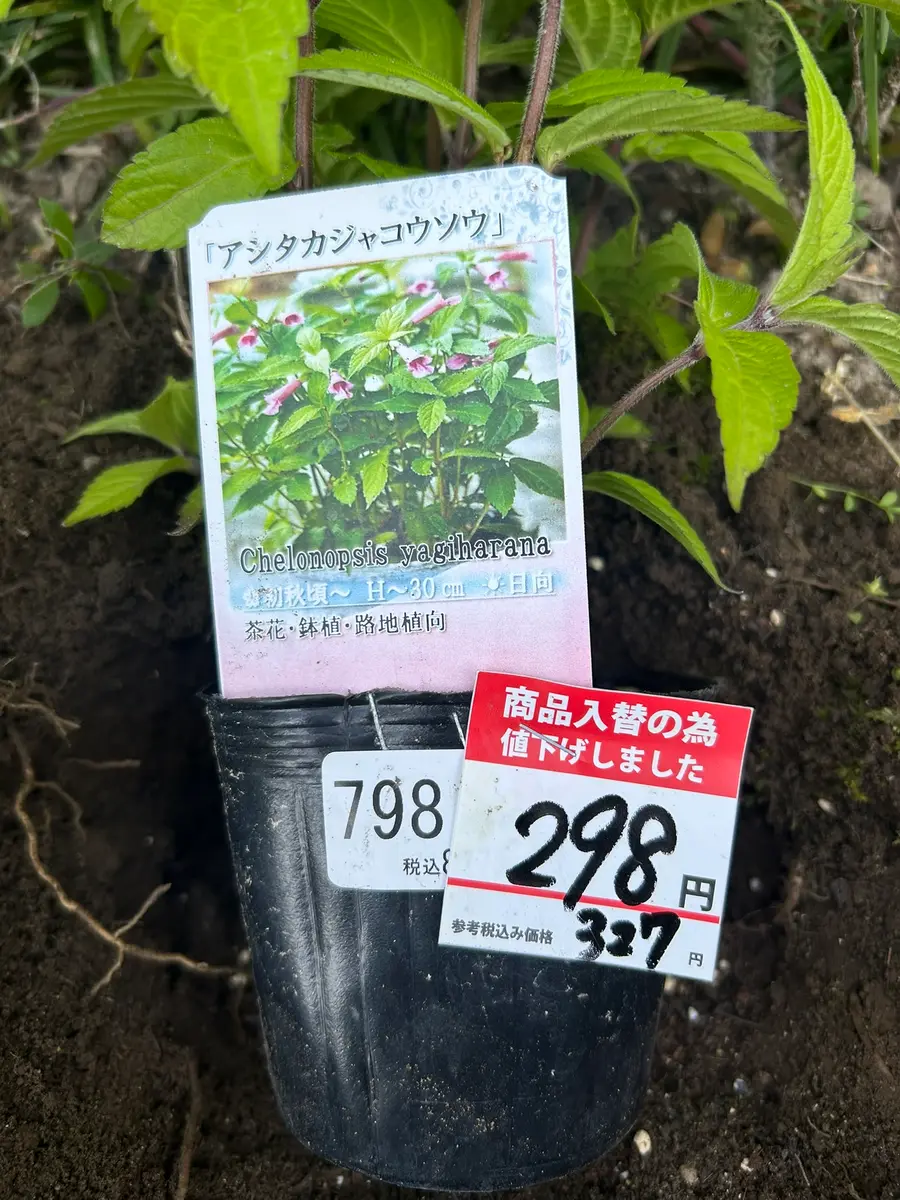 「アシタカジャコウソウ」
Chelonopsis yagiharana
初秋頃～ H～30㎝ 日向
茶花・鉢植・路地植向
商品入替の為
値下げしました
798
税込
298円
参考税込み価格 327円